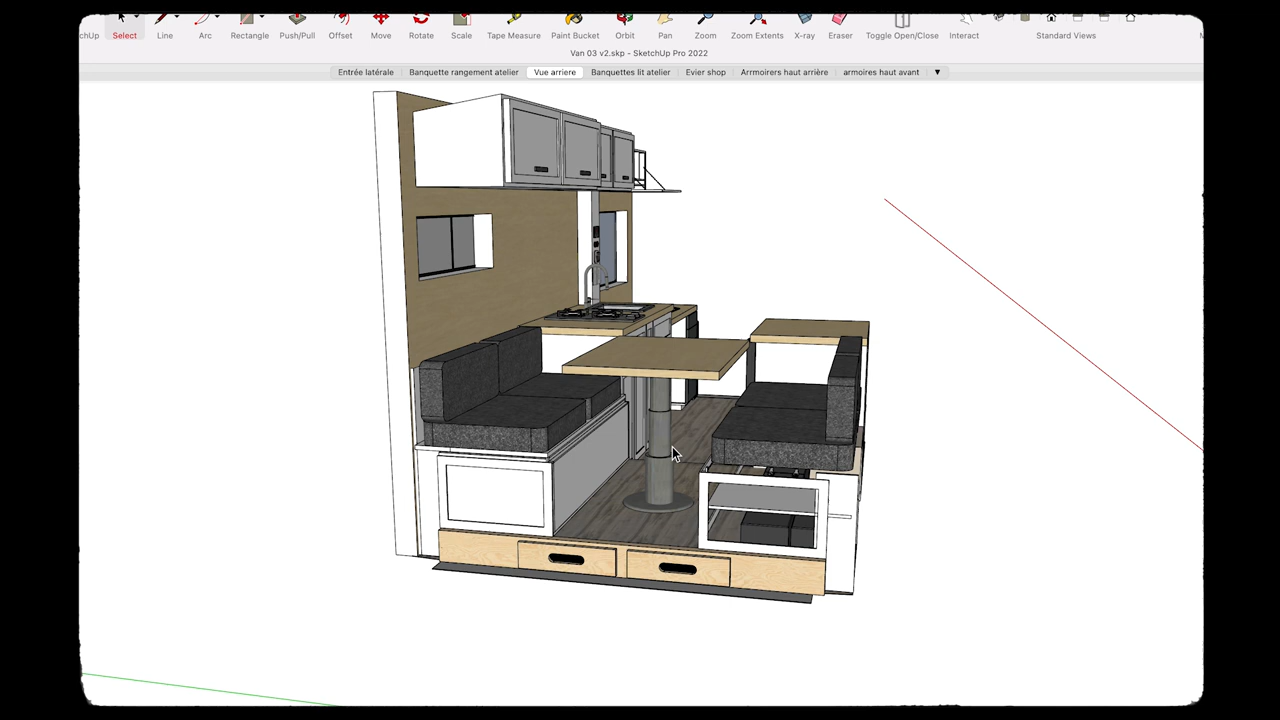 chUp Select Line Arc Rectangle Push/Pull Offset Move Rotate Scale Tape Measure Paint Bucket Orbit Pan Zoom Zoom Extents X-ray Eraser Toggle Open/Close Interact Standard Views
Van 03 v2.skp - SketchUp Pro 2022
Entrée latérale Banquette rangement atelier Vue arriere Banquettes lit atelier Evier shop Arrmoirers haut arrière armoires haut avant